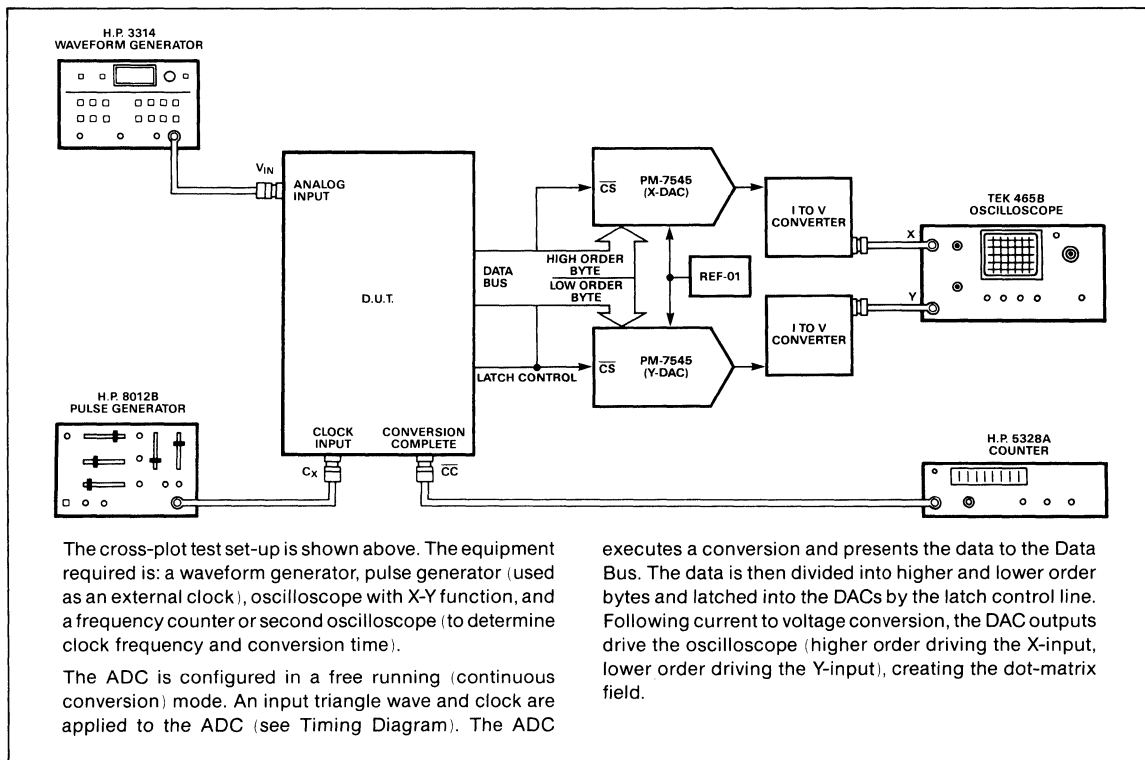 H.P. 3314
WAVEFORM GENERATOR
VIN
ANALOG
INPUT
D.U.T.
DATA
BUS
HIGH ORDER
BYTE
LOW ORDER
BYTE
LATCH CONTROL
CS
PM-7545
(X-DAC)
REF-01
CS
PM-7545
(Y-DAC)
I TO V
CONVERTER
I TO V
CONVERTER
X
Y
TEK 465B
OSCILLOSCOPE
H.P. 8012B
PULSE GENERATOR
CLOCK
INPUT
CX
CONVERSION
COMPLETE
CC
H.P. 5328A
COUNTER
The cross-plot test set-up is shown above. The equipment
required is: a waveform generator, pulse generator (used
as an external clock), oscilloscope with X-Y function, and
a frequency counter or second oscilloscope (to determine
clock frequency and conversion time).
The ADC is configured in a free running (continuous
conversion) mode. An input triangle wave and clock are
applied to the ADC (see Timing Diagram). The ADC
executes a conversion and presents the data to the Data
Bus. The data is then divided into higher and lower order
bytes and latched into the DACs by the latch control line.
Following current to voltage conversion, the DAC outputs
drive the oscilloscope (higher order driving the X-input,
lower order driving the Y-input), creating the dot-matrix
field.